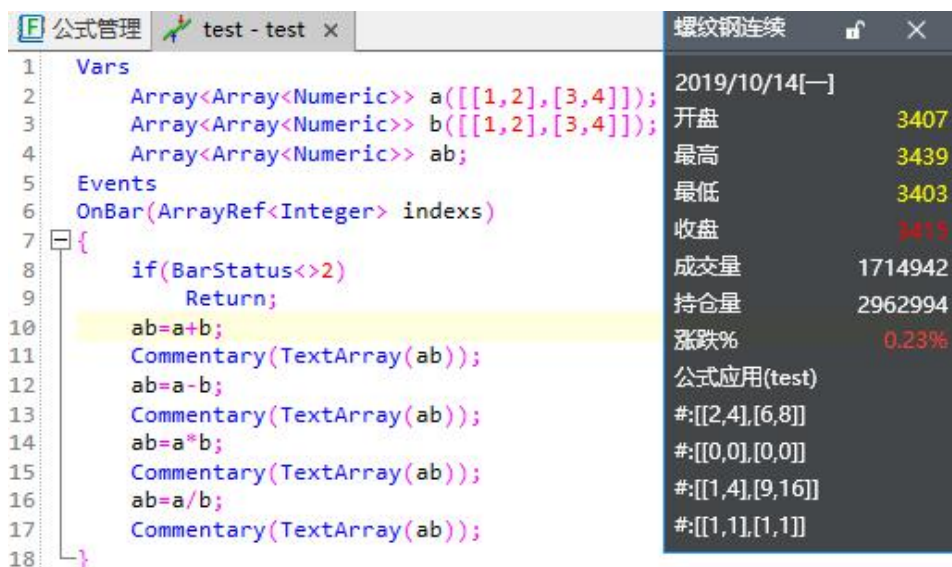 公式管理 test - test ×
1 Vars
2 Array<Array<Numeric>> a([[1,2],[3,4]]);
3 Array<Array<Numeric>> b([[1,2],[3,4]]);
4 Array<Array<Numeric>> ab;
5 Events
6 OnBar(ArrayRef<Integer> indexs)
7 {
8 if(BarStatus<>2)
9 Return;
10 ab=a+b;
11 Commentary(TextArray(ab));
12 ab=a-b;
13 Commentary(TextArray(ab));
14 ab=a*b;
15 Commentary(TextArray(ab));
16 ab=a/b;
17 Commentary(TextArray(ab));
18 }
螺纹钢连续
2019/10/14[一]
开盘 3407
最高 3439
最低 3403
收盘 3415
成交量 1714942
持仓量 2962994
涨跌% 0.23%
公式应用(test)
#:[[2,4],[6,8]]
#:[[0,0],[0,0]]
#:[[1,4],[9,16]]
#:[[1,1],[1,1]]